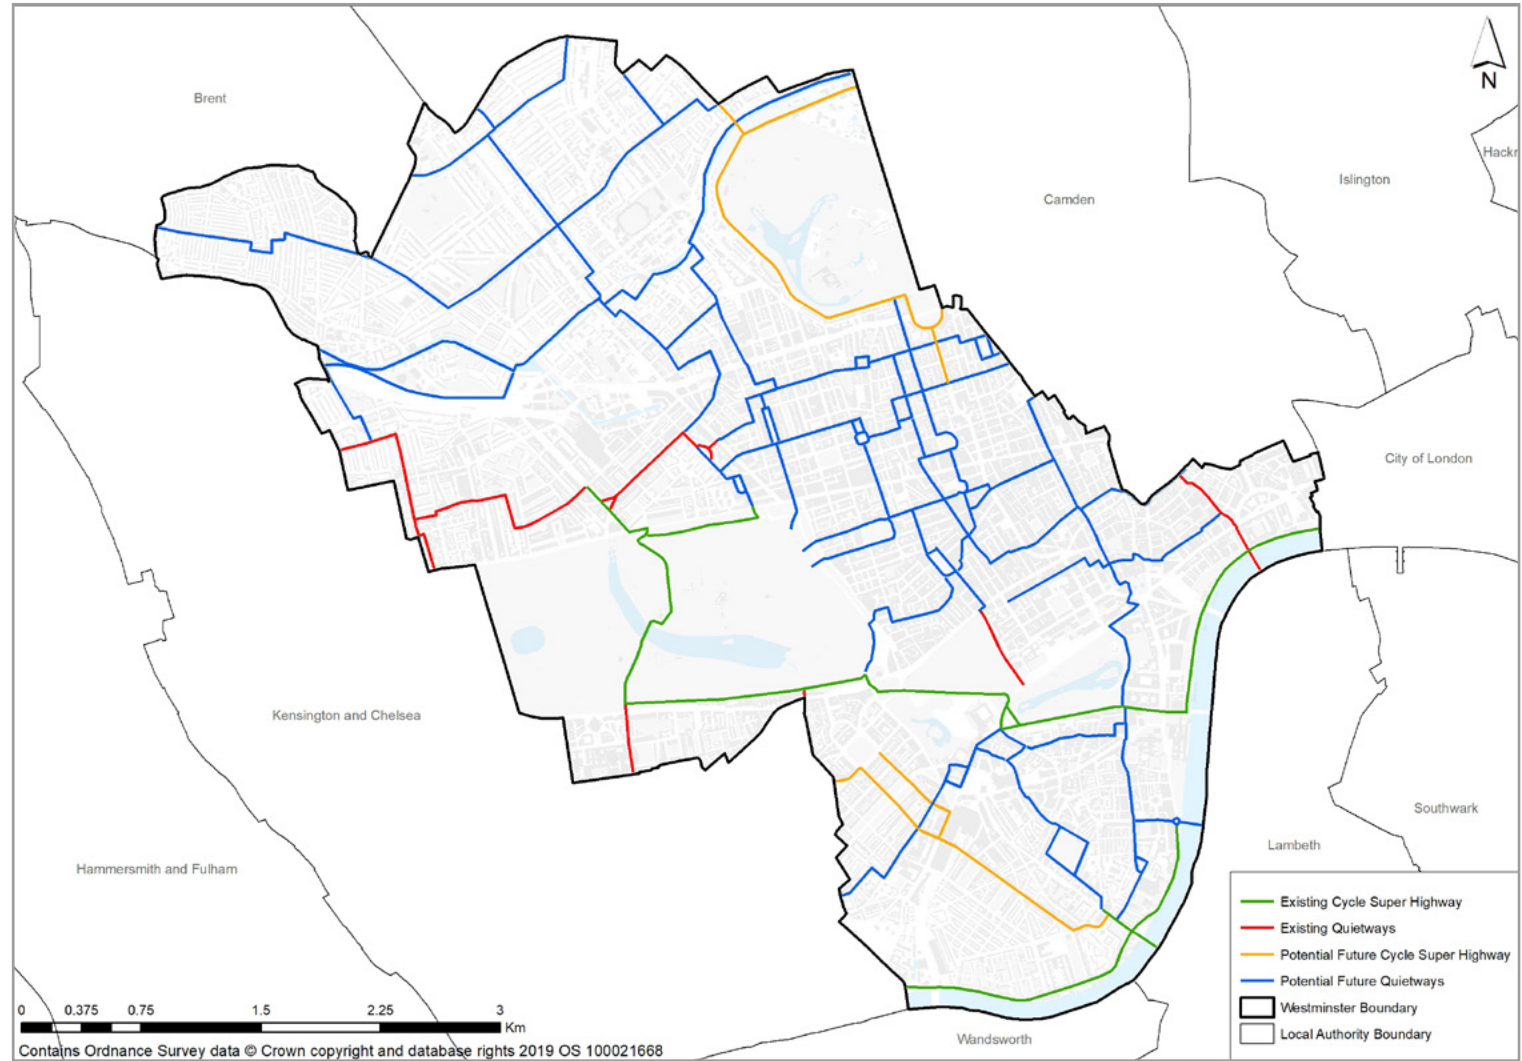 N
Brent
Hackr
Islington
Camden
City of London
Kensington and Chelsea
Southwark
Lambeth
Hammersmith and Fulham
Existing Cycle Super Highway
Existing Quietways
Potential Future Cycle Super Highway
Potential Future Quietways
Westminster Boundary
Local Authority Boundary
0 0.375 0.75 1.5 2.25 3
Km
Wandsworth
Contains Ordnance Survey data © Crown copyright and database rights 2019 OS 100021668